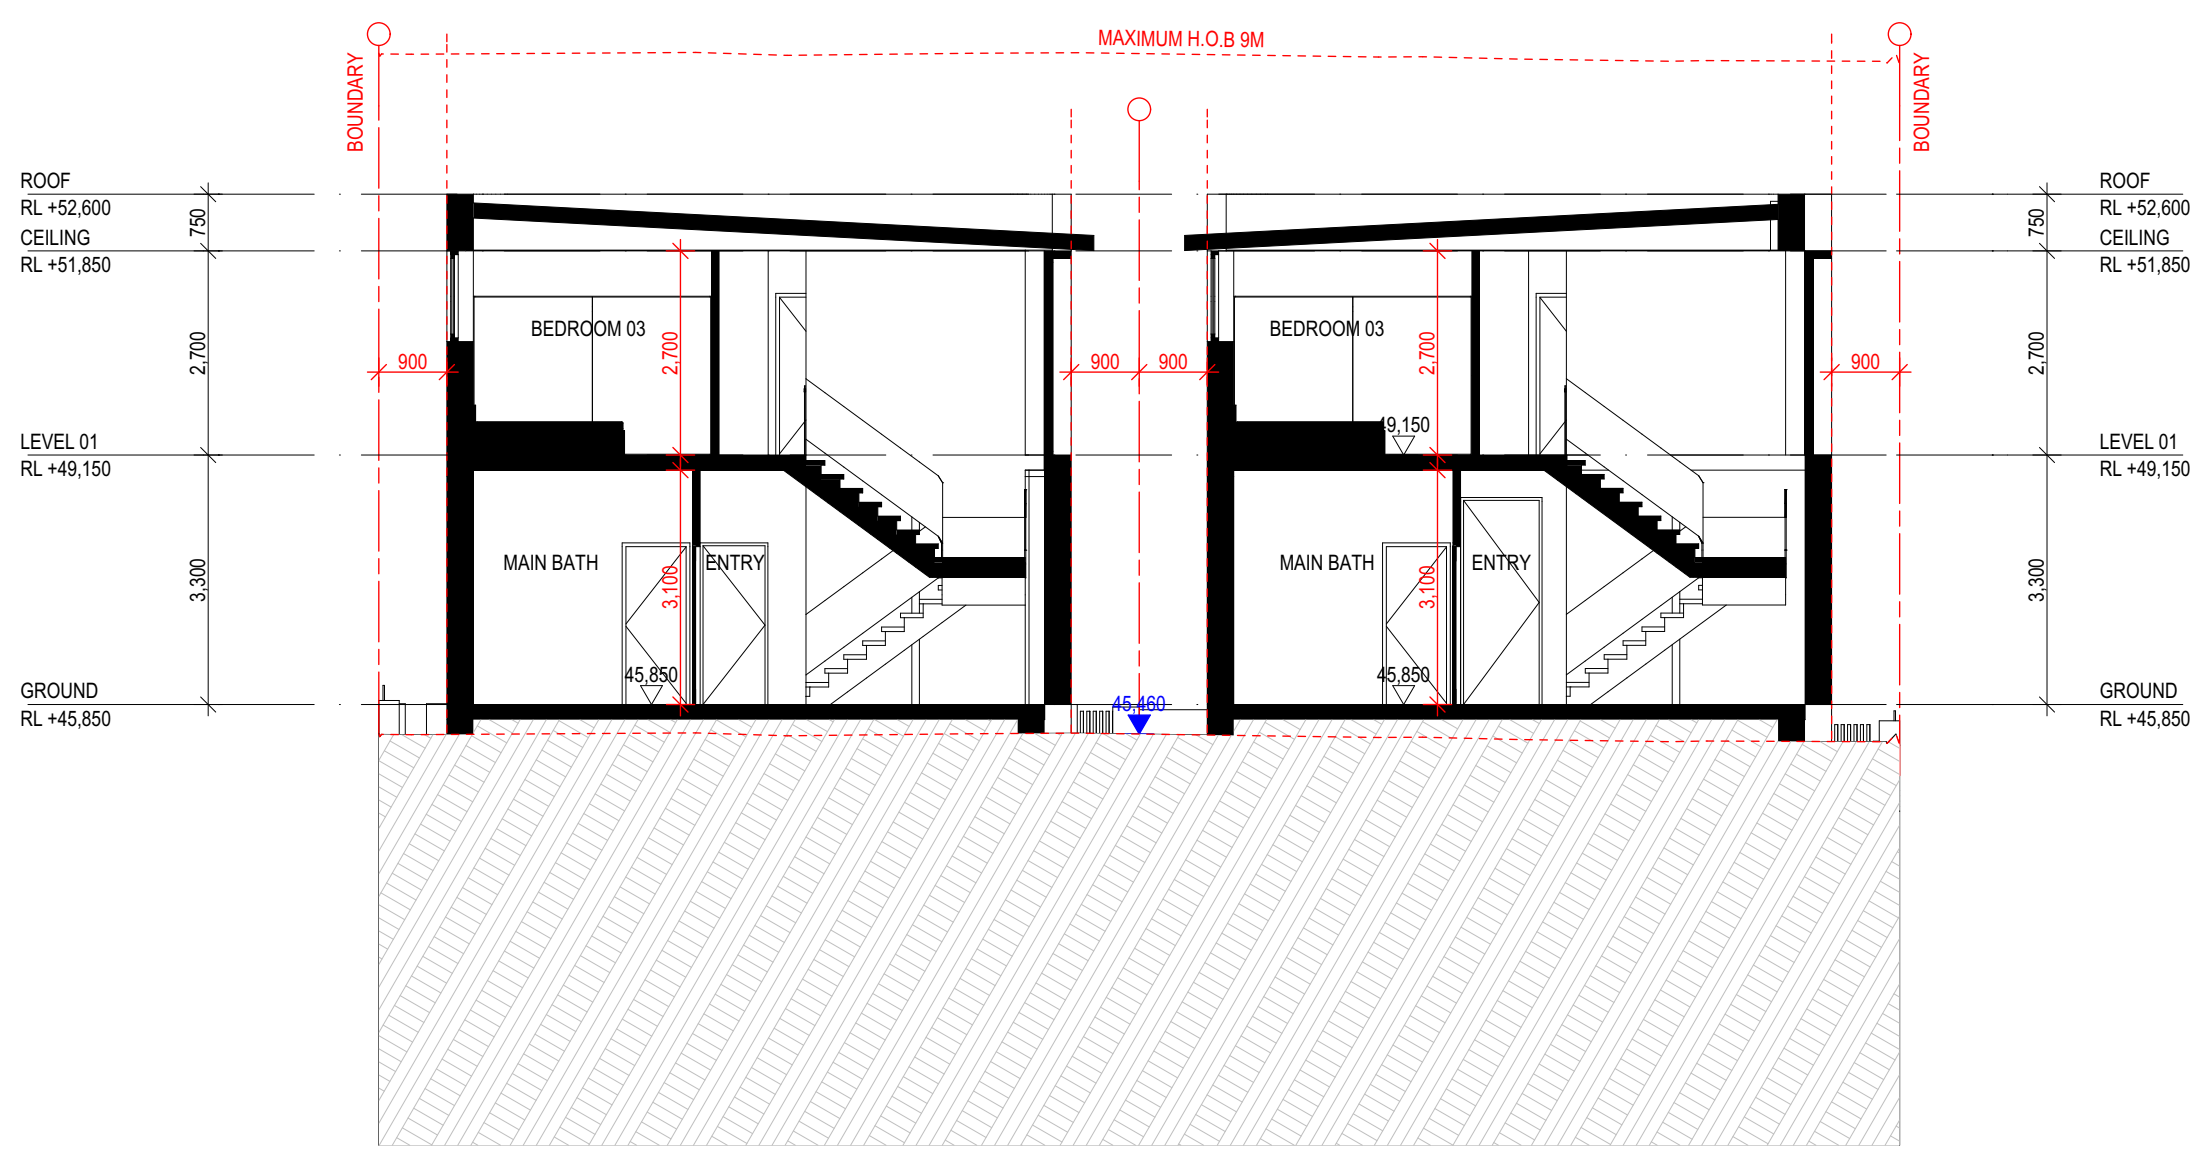 MAXIMUM H.O.B 9M
BOUNDARY
BOUNDARY
ROOF
RL +52,600
750
CEILING
RL +51,850
2,700
LEVEL 01
RL +49,150
3,300
GROUND
RL +45,850
900
BEDROOM 03
2,700
900
900
BEDROOM 03
2,700
49,150
900
MAIN BATH
ENTRY
3,100
45,850
45,460
MAIN BATH
ENTRY
3,100
45,850
ROOF
RL +52,600
750
CEILING
RL +51,850
2,700
LEVEL 01
RL +49,150
3,300
GROUND
RL +45,850